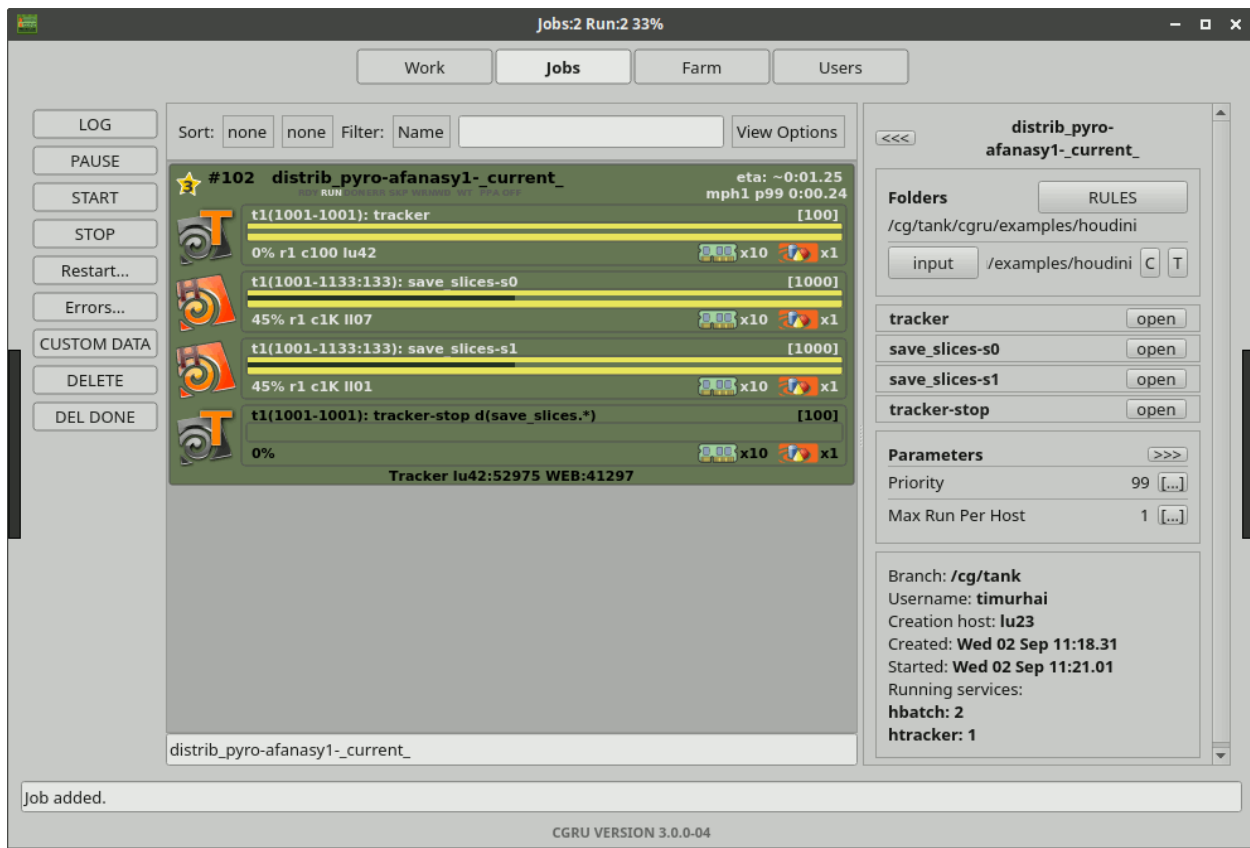 Jobs:2 Run:2 33%
Work
Jobs
Farm
Users
LOG
PAUSE
START
STOP
Restart...
Errors...
CUSTOM DATA
DELETE
DEL DONE
Sort: none none Filter: Name
View Options
3 #102 distrib_pyro-afanasy1-_current_ eta: ~0:01.25
RUN
mph1 p99 0:00.24
T
t1(1001-1001): tracker [100]
0% r1 c100 lu42 x10 x1
t1(1001-1133:133): save_slices-s0 [1000]
45% r1 c1K ll07 x10 x1
t1(1001-1133:133): save_slices-s1 [1000]
45% r1 c1K ll01 x10 x1
T
t1(1001-1001): tracker-stop d(save_slices.*) [100]
0% x10 x1
Tracker lu42:52975 WEB:41297
distrib_pyro-afanasy1-_current_
<<<
distrib_pyro-
afanasy1-_current_
Folders RULES
/cg/tank/cgru/examples/houdini
input /examples/houdini C T
tracker open
save_slices-s0 open
save_slices-s1 open
tracker-stop open
Parameters >>>
Priority 99 [...]
Max Run Per Host 1 [...]
Branch: /cg/tank
Username: timurhai
Creation host: lu23
Created: Wed 02 Sep 11:18.31
Started: Wed 02 Sep 11:21.01
Running services:
hbatch: 2
htracker: 1
Job added.
CGRU VERSION 3.0.0-04